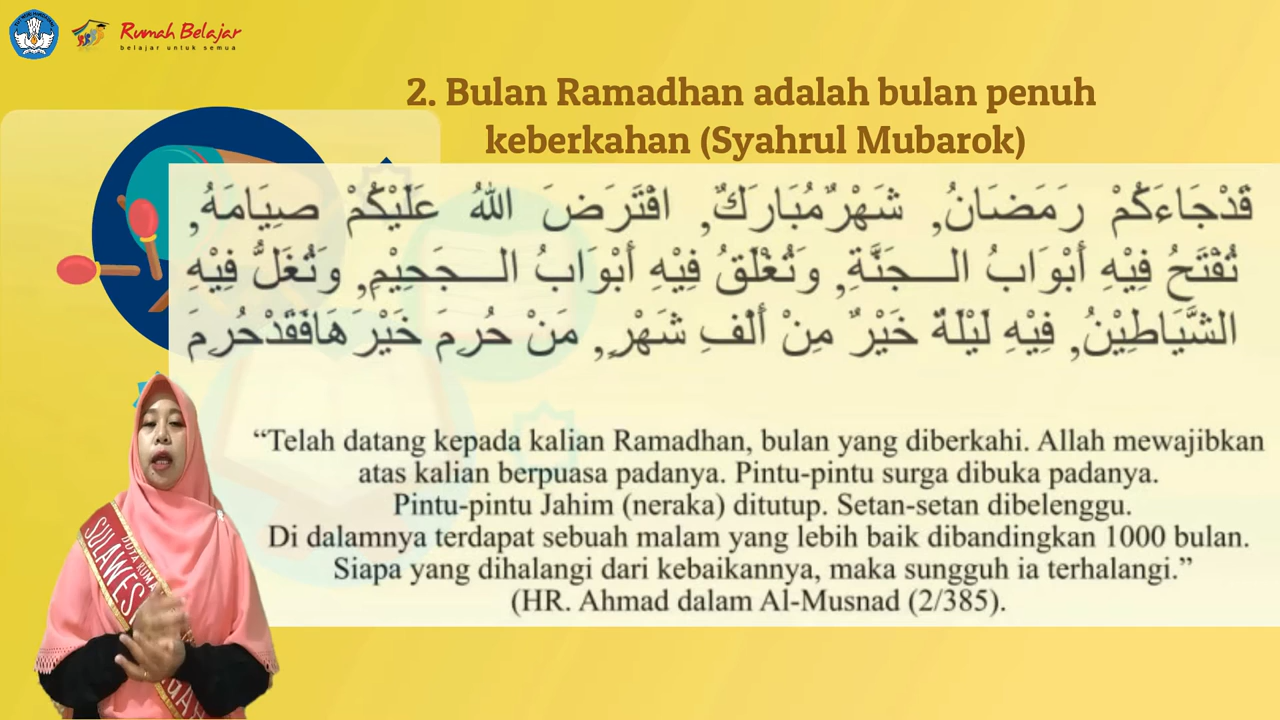 Rumah Belajar
belajar untuk semua
2. Bulan Ramadhan adalah bulan penuh
keberkahan (Syahrul Mubarok)
قَدْجَاءَكُمْ رَمَضَانُ, شَهْرٌمُبَارَكٌ, افْتَرَضَ اللهُ عَلَيْكُمْ صِيَامَهُ,
تُفْتَحُ فِيْهِ أَبْوَابُ الْـــجَنَّةِ, وَتُغْلَقُ فِيْهِ أَبْوَابُ الْـــجَحِيْمِ, وَتُغَلُّ فِيْهِ
الشَّيَاطِيْنُ, فِيْهِ لَيْلَةٌ خَيْرٌ مِنْ أَلْفِ شَهْرٍ, مَنْ حُرِمَ خَيْرَ هَافَقَدْحُرِمَ
“Telah datang kepada kalian Ramadhan, bulan yang diberkahi. Allah mewajibkan
atas kalian berpuasa padanya. Pintu-pintu surga dibuka padanya.
Pintu-pintu Jahim (neraka) ditutup. Setan-setan dibelenggu.
Di dalamnya terdapat sebuah malam yang lebih baik dibandingkan 1000 bulan.
Siapa yang dihalangi dari kebaikannya, maka sungguh ia terhalangi.”
(HR. Ahmad dalam Al-Musnad (2/385).
DUTA RUMA
SULAWES